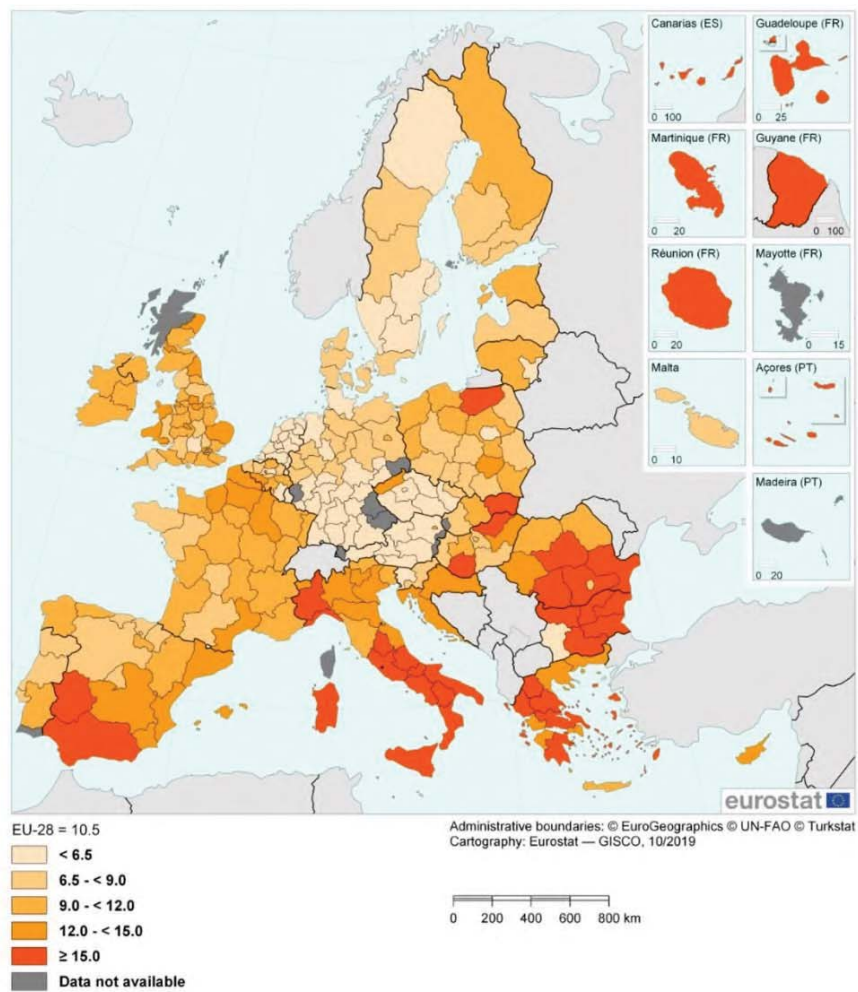 Canarias (ES)
0 100
Guadeloupe (FR)
0 25
Martinique (FR)
0 20
Guyane (FR)
0 100
Réunion (FR)
0 20
Mayotte (FR)
0 15
Malta
0 10
Açores (PT)
0 50
Madeira (PT)
0 20
eurostat
EU-28 = 10.5
< 6.5
6.5 - < 9.0
9.0 - < 12.0
12.0 - < 15.0
≥ 15.0
Data not available
Administrative boundaries: © EuroGeographics © UN-FAO © Turkstat
Cartography: Eurostat — GISCO, 10/2019
0 200 400 600 800 km